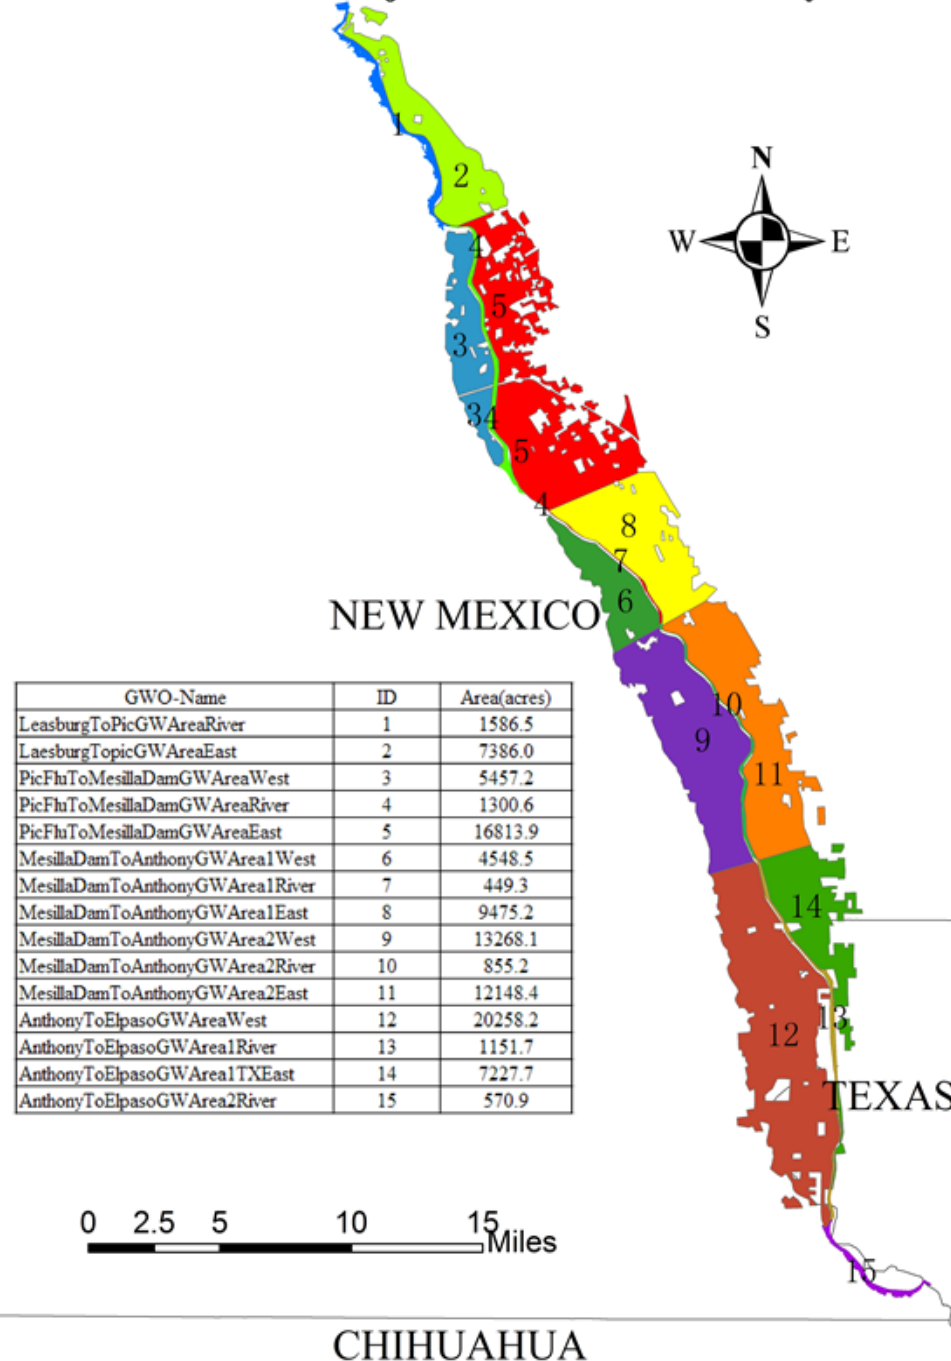 1
2
N
W E
S
4
5
3
34
5
4
8
7
6
NEW MEXICO
GWO-Name ID Area(acres)
LeasburgToPicGWAreaRiver 1 1586.5
LaesburgTopicGWAreaEast 2 7386.0
PicFluToMesillaDamGWAreaWest 3 5457.2
PicFluToMesillaDamGWAreaRiver 4 1300.6
PicFluToMesillaDamGWAreaEast 5 16813.9
MesillaDamToAnthonyGWArea1West 6 4548.5
MesillaDamToAnthonyGWArea1River 7 449.3
MesillaDamToAnthonyGWArea1East 8 9475.2
MesillaDamToAnthonyGWArea2West 9 13268.1
MesillaDamToAnthonyGWArea2River 10 855.2
MesillaDamToAnthonyGWArea2East 11 12148.4
AnthonyToElpasoGWAreaWest 12 20258.2
AnthonyToElpasoGWArea1River 13 1151.7
AnthonyToElpasoGWArea1TXEast 14 7227.7
AnthonyToElpasoGWArea2River 15 570.9
10
9
11
14
13
12
TEXAS
0 2.5 5 10 15
Miles
15
CHIHUAHUA